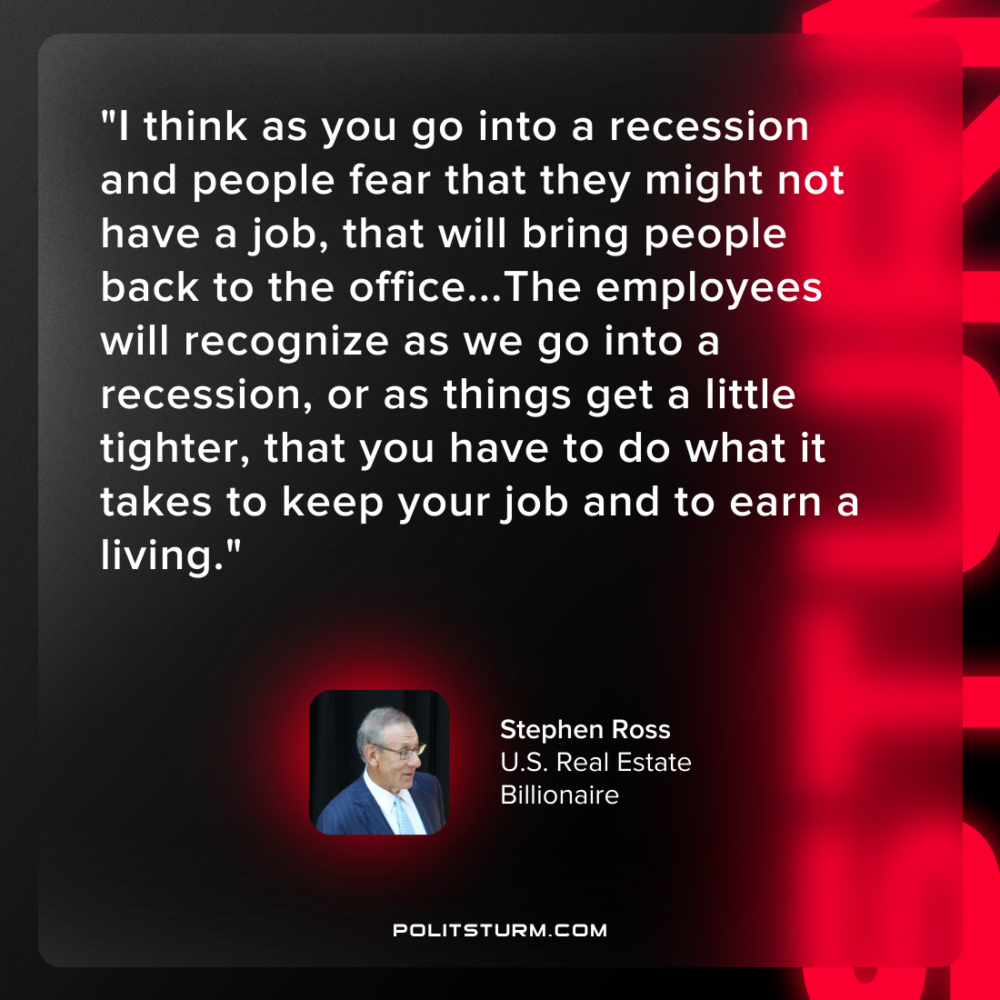 "I think as you go into a recession
and people fear that they might not
have a job, that will bring people
back to the office...The employees
will recognize as we go into a
recession, or as things get a little
tighter, that you have to do what it
takes to keep your job and to earn a
living."
Stephen Ross
U.S. Real Estate
Billionaire
POLITSTURM.COM